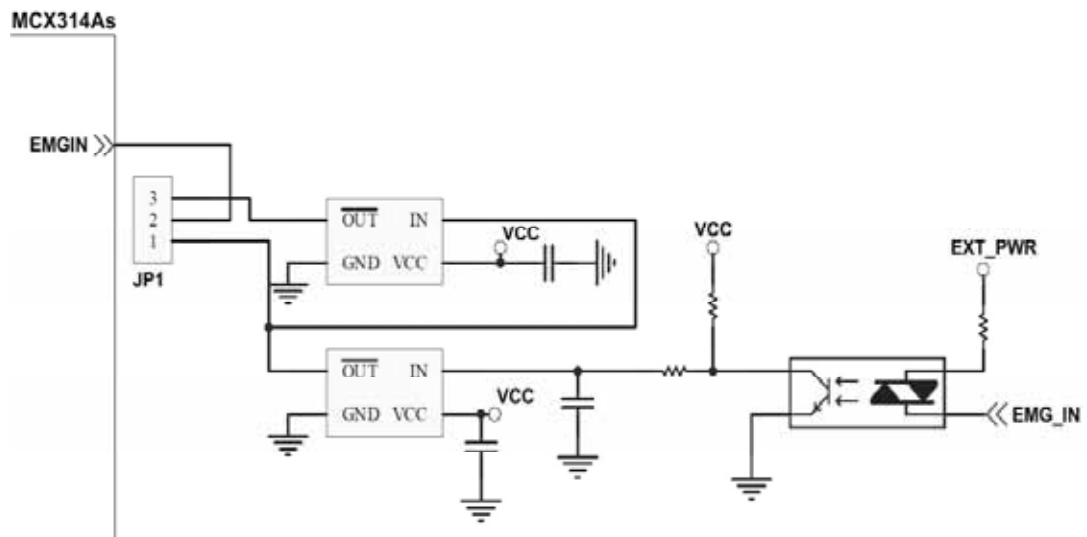 MCX314As
EMGIN
3
2
1
JP1
OUT IN
GND VCC
VCC
OUT IN
GND VCC
VCC
VCC
EXT_PWR
EMG_IN